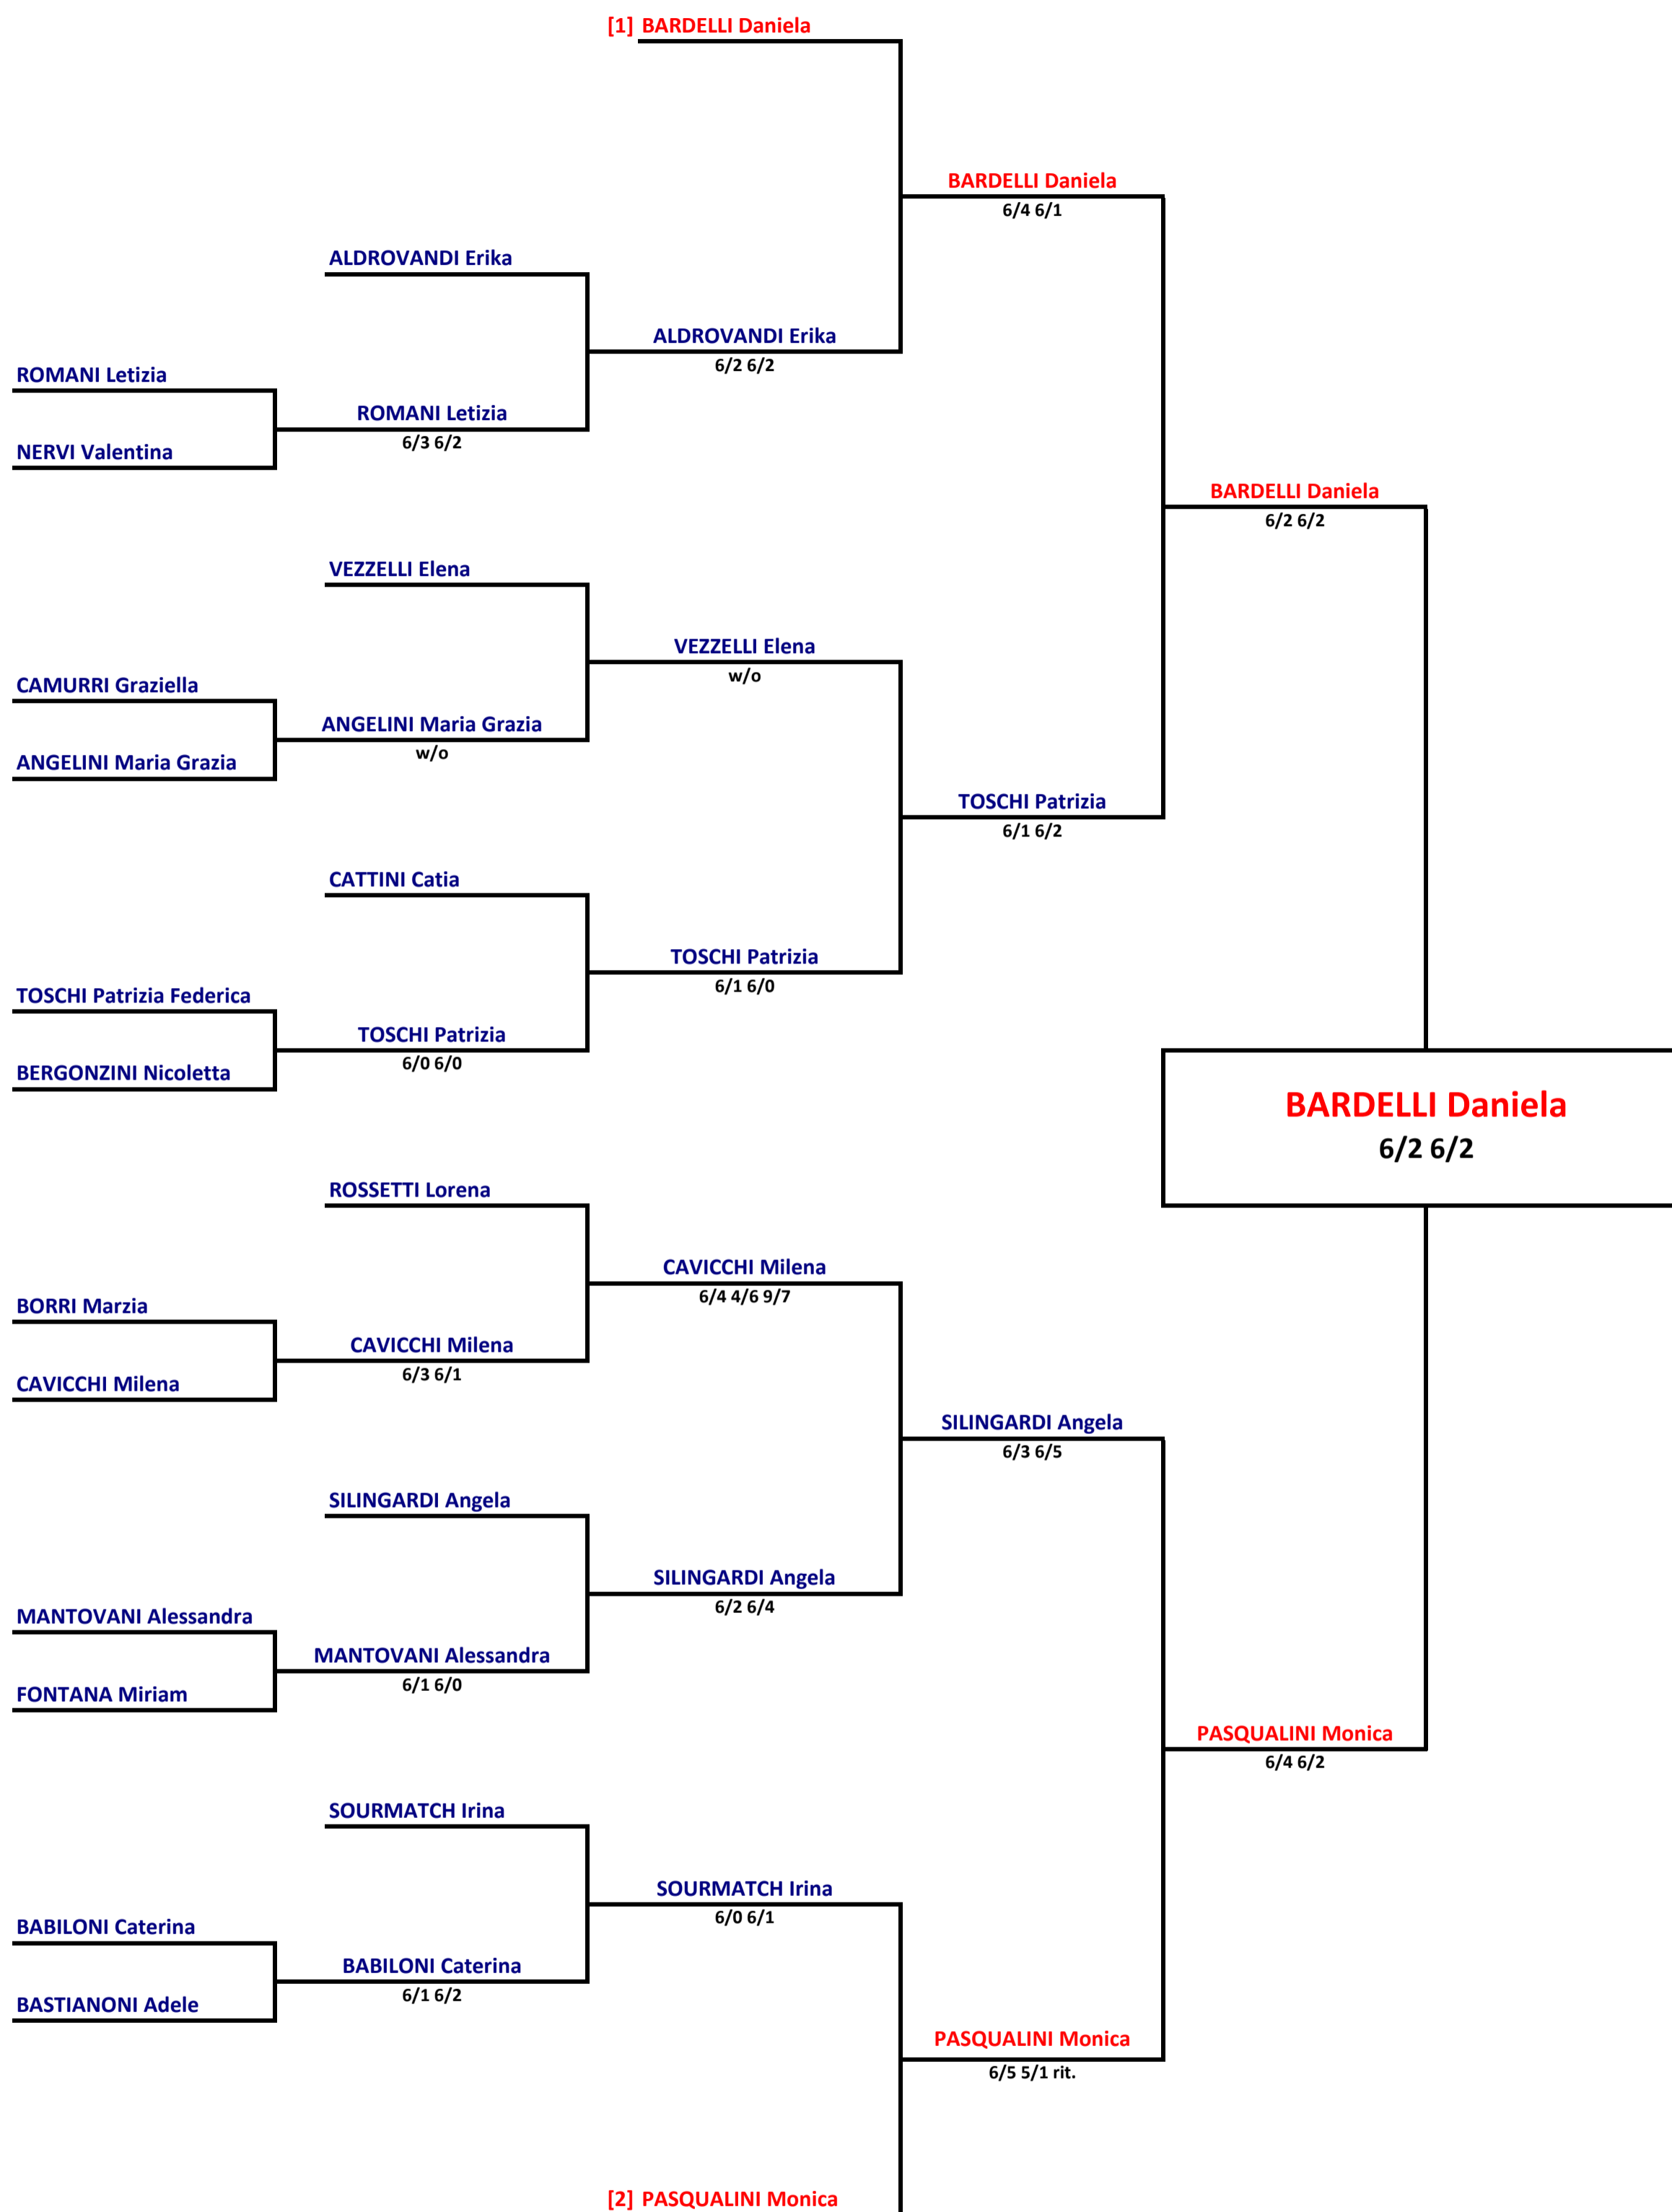 [1] BARDELLI Daniela
BARDELLI Daniela
6/4 6/1
ALDROVANDI Erika
ALDROVANDI Erika
6/2 6/2
ROMANI Letizia
ROMANI Letizia
6/3 6/2
NERVI Valentina
BARDELLI Daniela
6/2 6/2
VEZZELLI Elena
VEZZELLI Elena
w/o
CAMURRI Graziella
ANGELINI Maria Grazia
w/o
ANGELINI Maria Grazia
TOSCHI Patrizia
6/1 6/2
CATTINI Catia
TOSCHI Patrizia
6/1 6/0
TOSCHI Patrizia Federica
TOSCHI Patrizia
6/0 6/0
BERGONZINI Nicoletta
BARDELLI Daniela
6/2 6/2
ROSSETTI Lorena
CAVICCHI Milena
6/4 4/6 9/7
BORRI Marzia
CAVICCHI Milena
6/3 6/1
CAVICCHI Milena
SILINGARDI Angela
6/3 6/5
SILINGARDI Angela
SILINGARDI Angela
6/2 6/4
MANTOVANI Alessandra
MANTOVANI Alessandra
6/1 6/0
FONTANA Miriam
PASQUALINI Monica
6/4 6/2
SOURMATCH Irina
SOURMATCH Irina
6/0 6/1
BABILONI Caterina
BABILONI Caterina
6/1 6/2
BASTIANONI Adele
PASQUALINI Monica
6/5 5/1 rit.
[2] PASQUALINI Monica